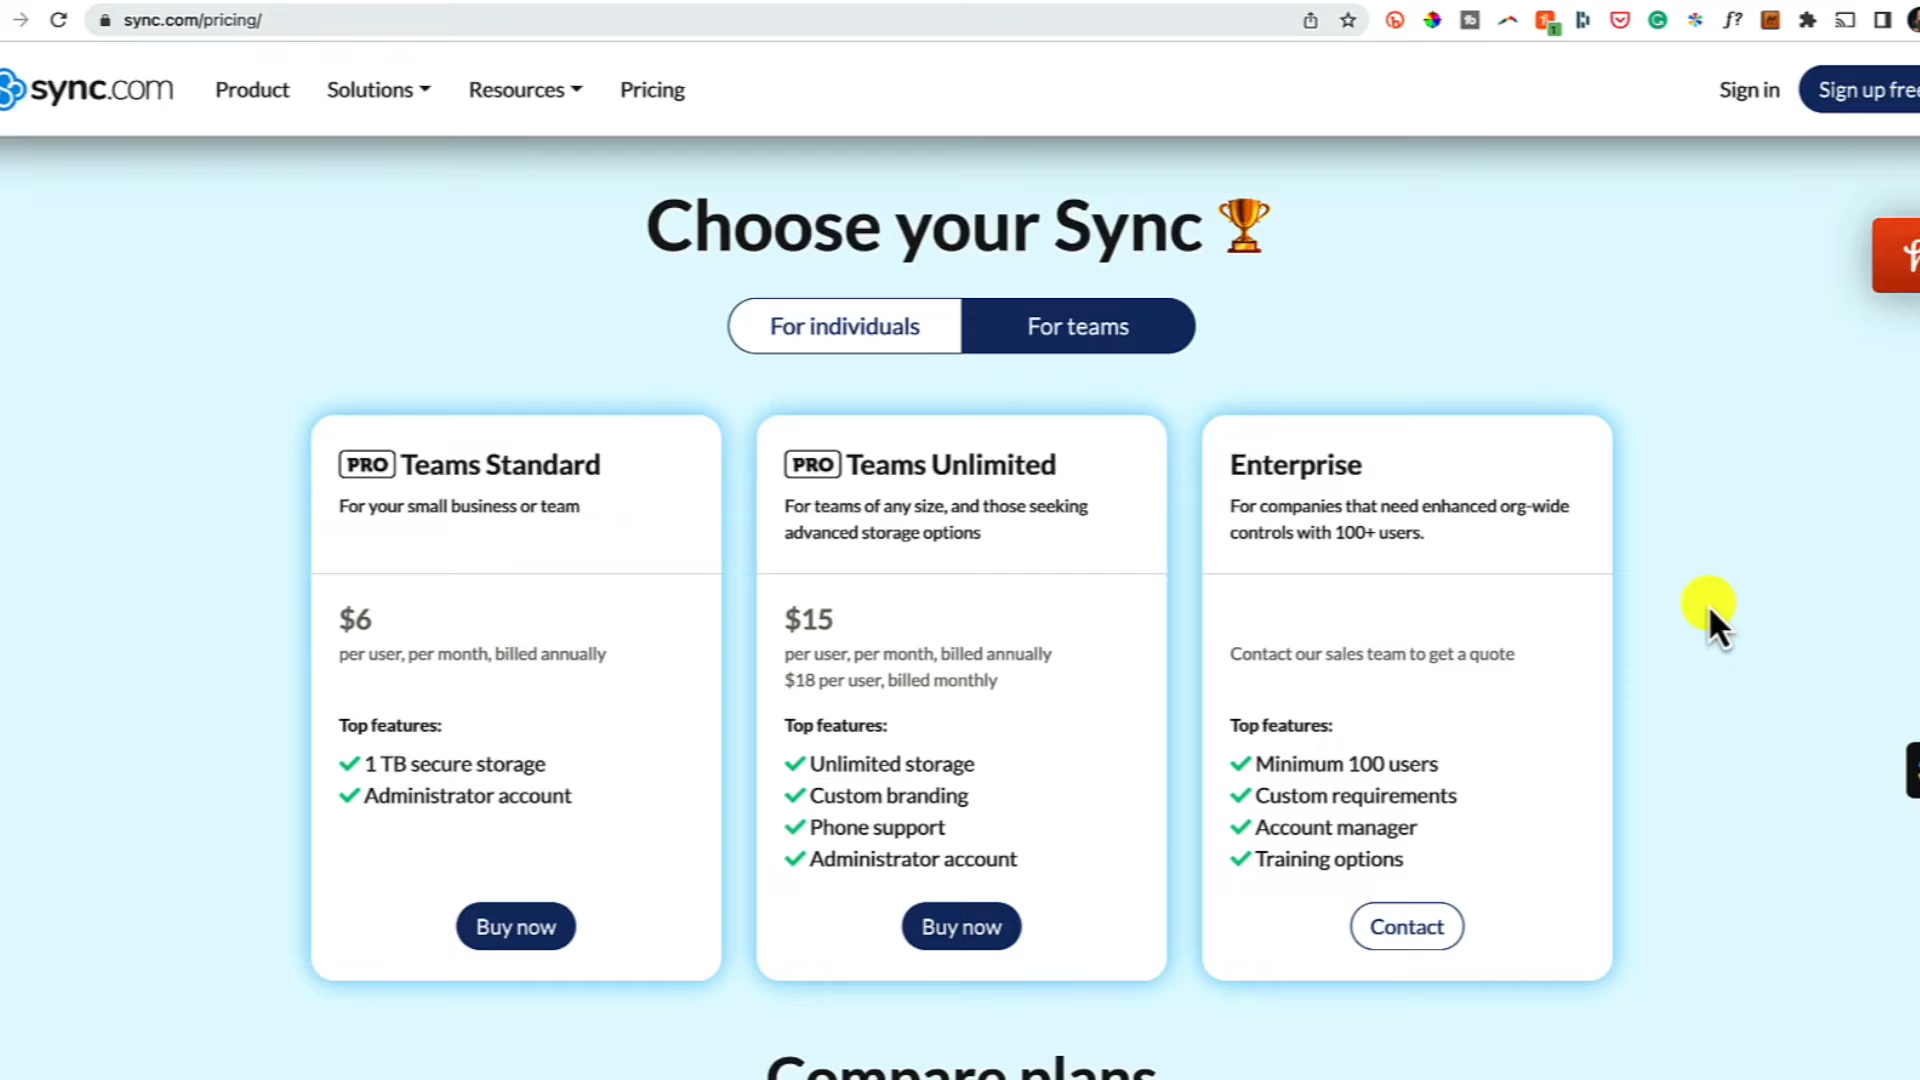 sync.com/pricing/
sync.com
Product
Solutions
Resources
Pricing
Sign in
Sign up free
Choose your Sync
For individuals
For teams
PRO Teams Standard
For your small business or team
$6
per user, per month, billed annually
Top features:
1 TB secure storage
Administrator account
Buy now
PRO Teams Unlimited
For teams of any size, and those seeking
advanced storage options
$15
per user, per month, billed annually
$18 per user, billed monthly
Top features:
Unlimited storage
Custom branding
Phone support
Administrator account
Buy now
Enterprise
For companies that need enhanced org-wide
controls with 100+ users.
Contact our sales team to get a quote
Top features:
Minimum 100 users
Custom requirements
Account manager
Training options
Contact
Compare plans